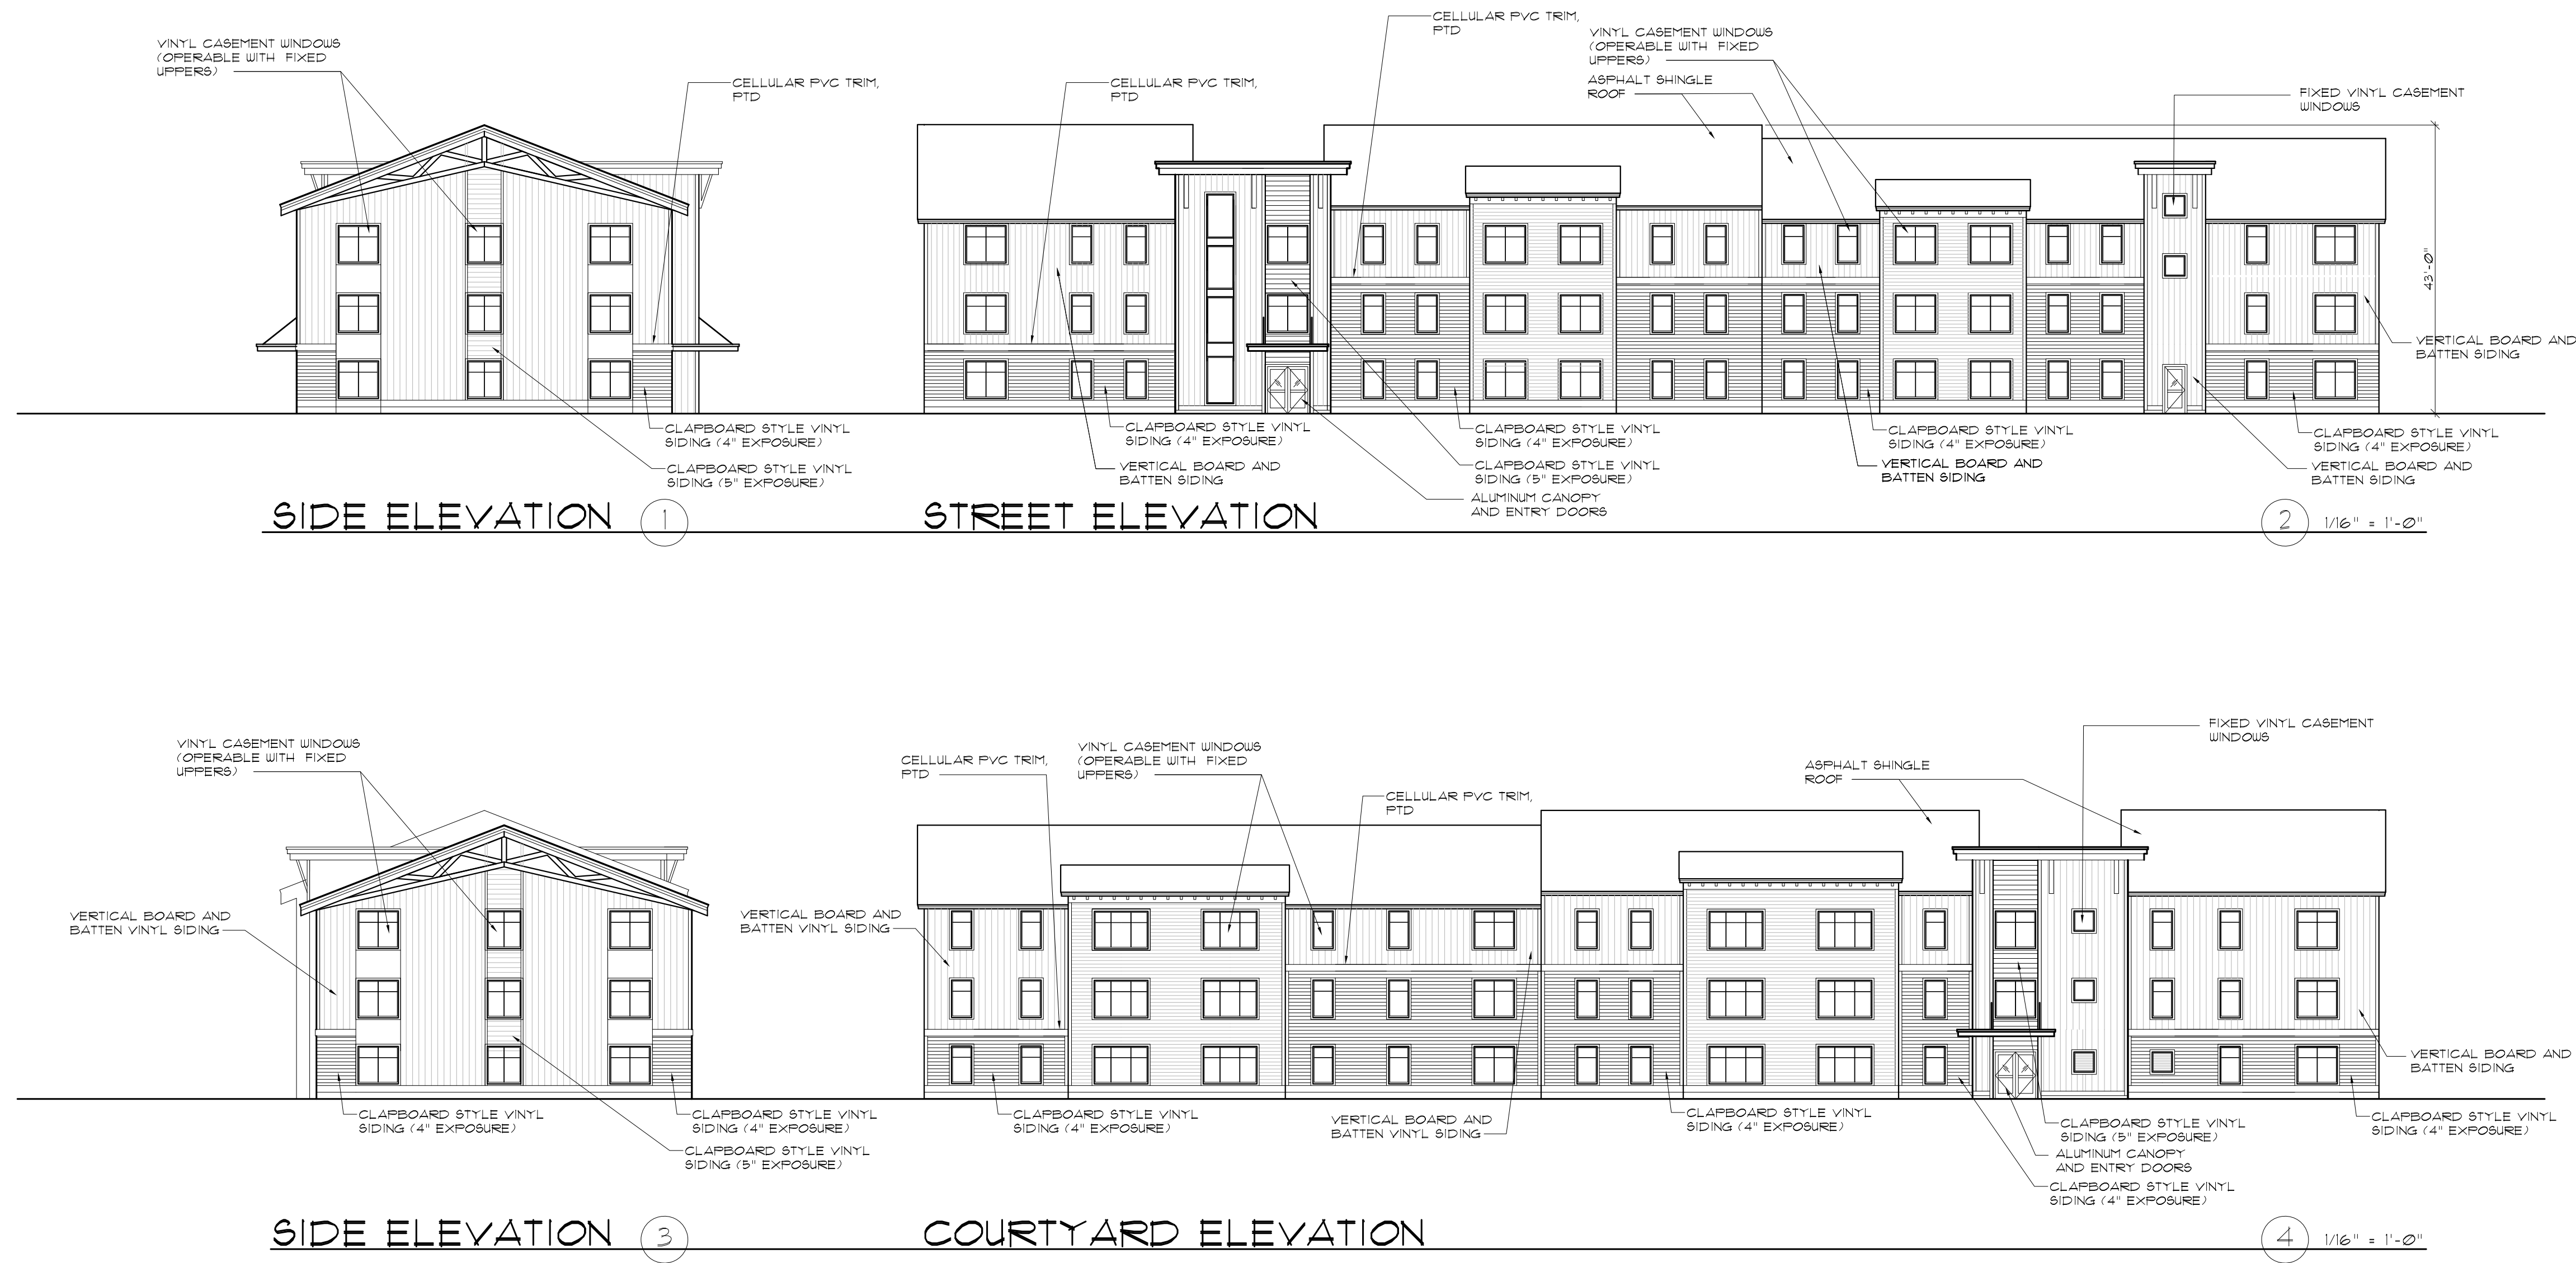 VINYL CASEMENT WINDOWS
(OPERABLE WITH FIXED
UPPERS)
CELLULAR PVC TRIM,
PTD
CELLULAR PVC TRIM,
PTD
CELLULAR PVC TRIM,
PTD
VINYL CASEMENT WINDOWS
(OPERABLE WITH FIXED
UPPERS)
ASPHALT SHINGLE
ROOF
FIXED VINYL CASEMENT
WINDOWS
43'-0"
VERTICAL BOARD AND
BATTEN SIDING
CLAPBOARD STYLE VINYL
SIDING (4" EXPOSURE)
CLAPBOARD STYLE VINYL
SIDING (5" EXPOSURE)
CLAPBOARD STYLE VINYL
SIDING (4" EXPOSURE)
VERTICAL BOARD AND
BATTEN SIDING
CLAPBOARD STYLE VINYL
SIDING (4" EXPOSURE)
CLAPBOARD STYLE VINYL
SIDING (5" EXPOSURE)
ALUMINUM CANOPY
AND ENTRY DOORS
CLAPBOARD STYLE VINYL
SIDING (4" EXPOSURE)
VERTICAL BOARD AND
BATTEN SIDING
CLAPBOARD STYLE VINYL
SIDING (4" EXPOSURE)
VERTICAL BOARD AND
BATTEN SIDING
SIDE ELEVATION 1
STREET ELEVATION
2 1/16" = 1'-0"
VINYL CASEMENT WINDOWS
(OPERABLE WITH FIXED
UPPERS)
VERTICAL BOARD AND
BATTEN VINYL SIDING
CELLULAR PVC TRIM,
PTD
VINYL CASEMENT WINDOWS
(OPERABLE WITH FIXED
UPPERS)
CELLULAR PVC TRIM,
PTD
ASPHALT SHINGLE
ROOF
FIXED VINYL CASEMENT
WINDOWS
VERTICAL BOARD AND
BATTEN VINYL SIDING
VERTICAL BOARD AND
BATTEN SIDING
CLAPBOARD STYLE VINYL
SIDING (4" EXPOSURE)
CLAPBOARD STYLE VINYL
SIDING (4" EXPOSURE)
CLAPBOARD STYLE VINYL
SIDING (5" EXPOSURE)
CLAPBOARD STYLE VINYL
SIDING (4" EXPOSURE)
VERTICAL BOARD AND
BATTEN VINYL SIDING
CLAPBOARD STYLE VINYL
SIDING (4" EXPOSURE)
CLAPBOARD STYLE VINYL
SIDING (5" EXPOSURE)
ALUMINUM CANOPY
AND ENTRY DOORS
CLAPBOARD STYLE VINYL
SIDING (4" EXPOSURE)
CLAPBOARD STYLE VINYL
SIDING (4" EXPOSURE)
SIDE ELEVATION 3
COURTYARD ELEVATION
4 1/16" = 1'-0"